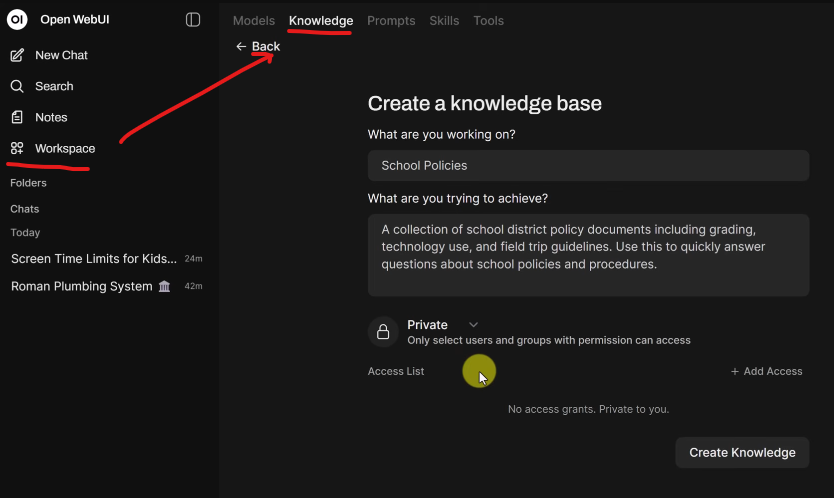 OI Open WebUI
New Chat
Search
Notes
Workspace
Folders
Chats
Today
Screen Time Limits for Kids... 24m
Roman Plumbing System 🏛️ 42m
Models Knowledge Prompts Skills Tools
← Back
Create a knowledge base
What are you working on?
School Policies
What are you trying to achieve?
A collection of school district policy documents including grading,
technology use, and field trip guidelines. Use this to quickly answer
questions about school policies and procedures.
Private
Only select users and groups with permission can access
Access List + Add Access
No access grants. Private to you.
Create Knowledge